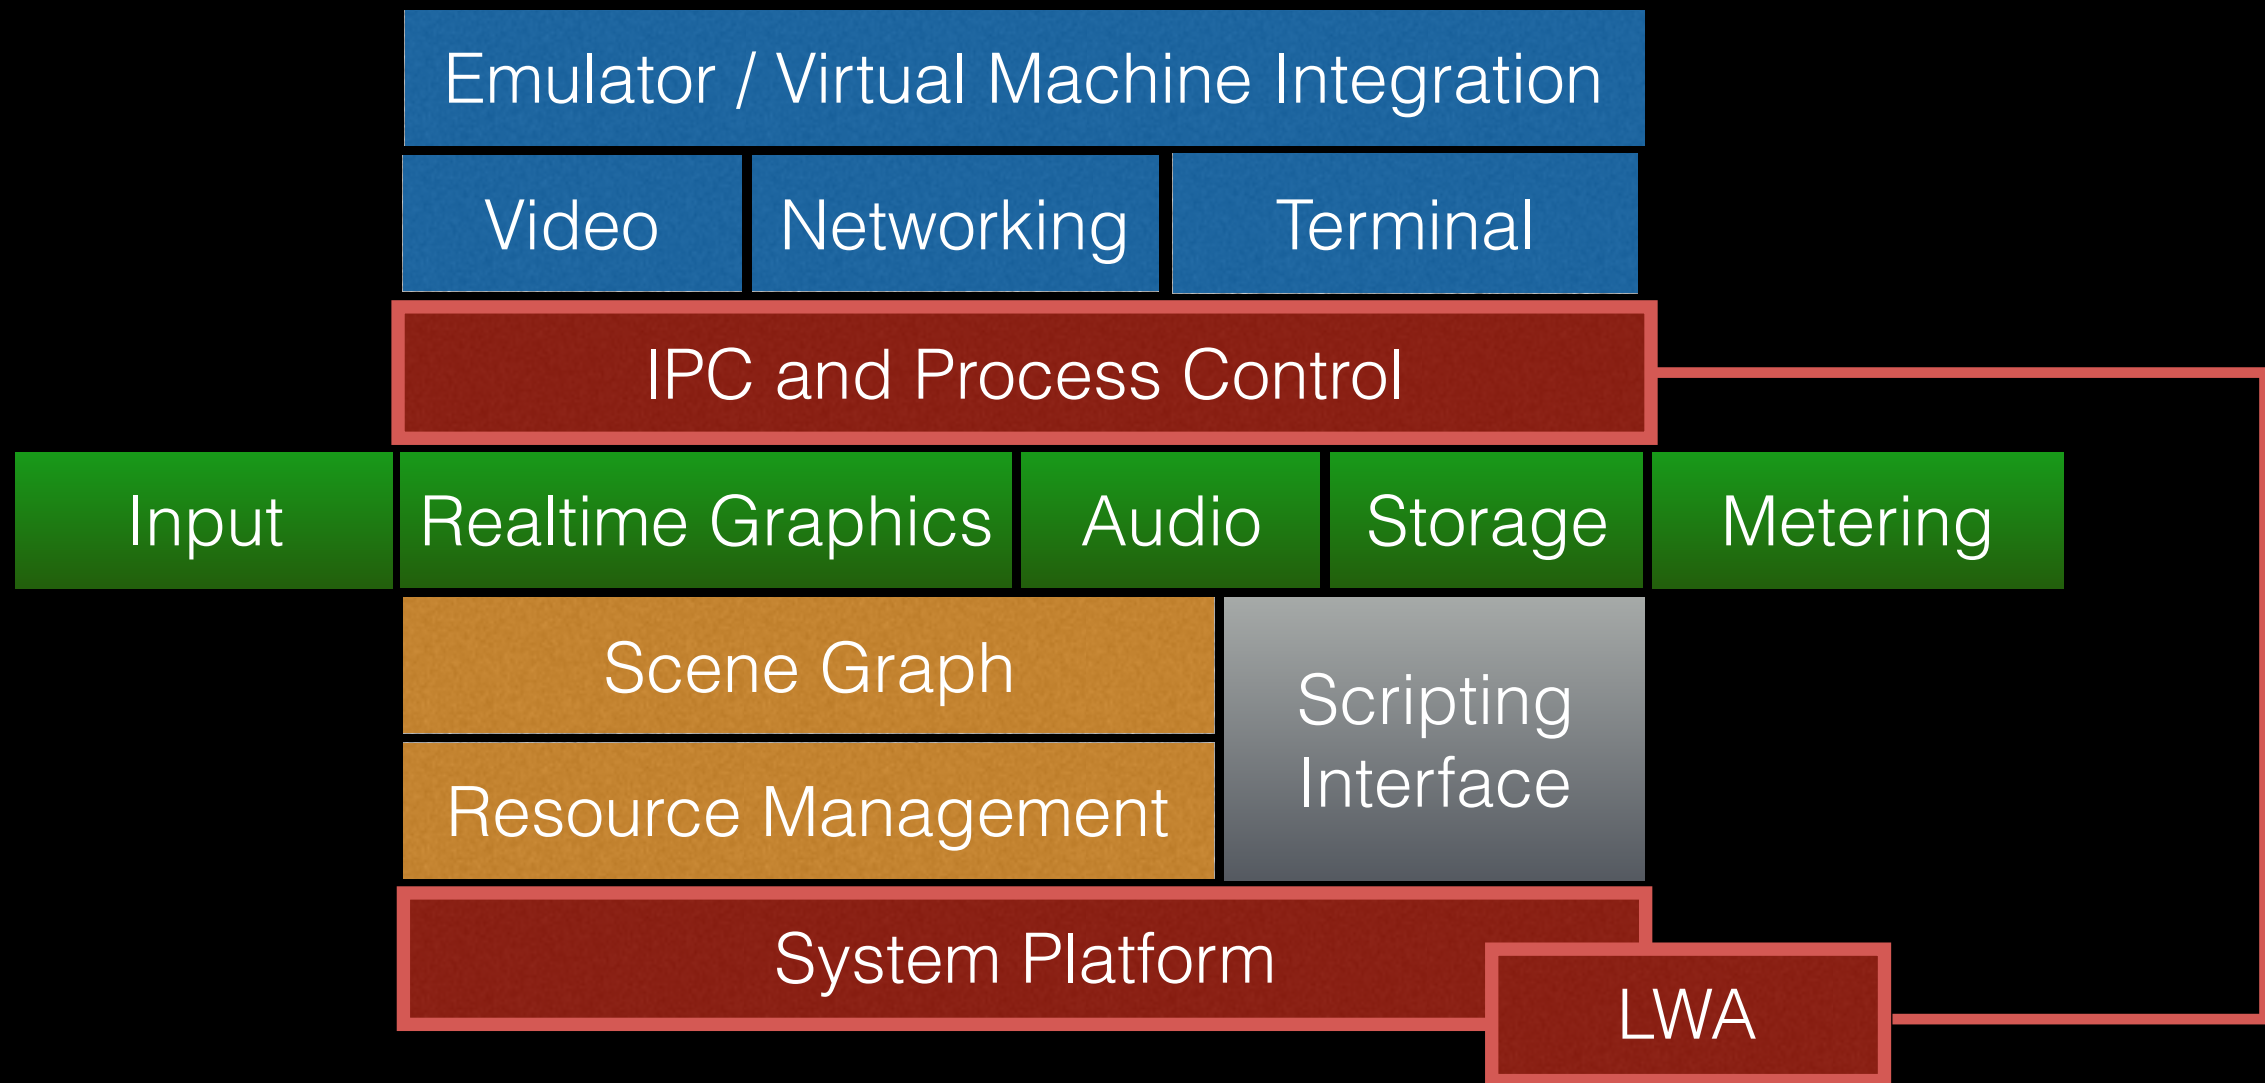 Emulator / Virtual Machine Integration
Video
Networking
Terminal
IPC and Process Control
Input
Realtime Graphics
Audio
Storage
Metering
Scene Graph
Scripting
Interface
Resource Management
System Platform
LWA